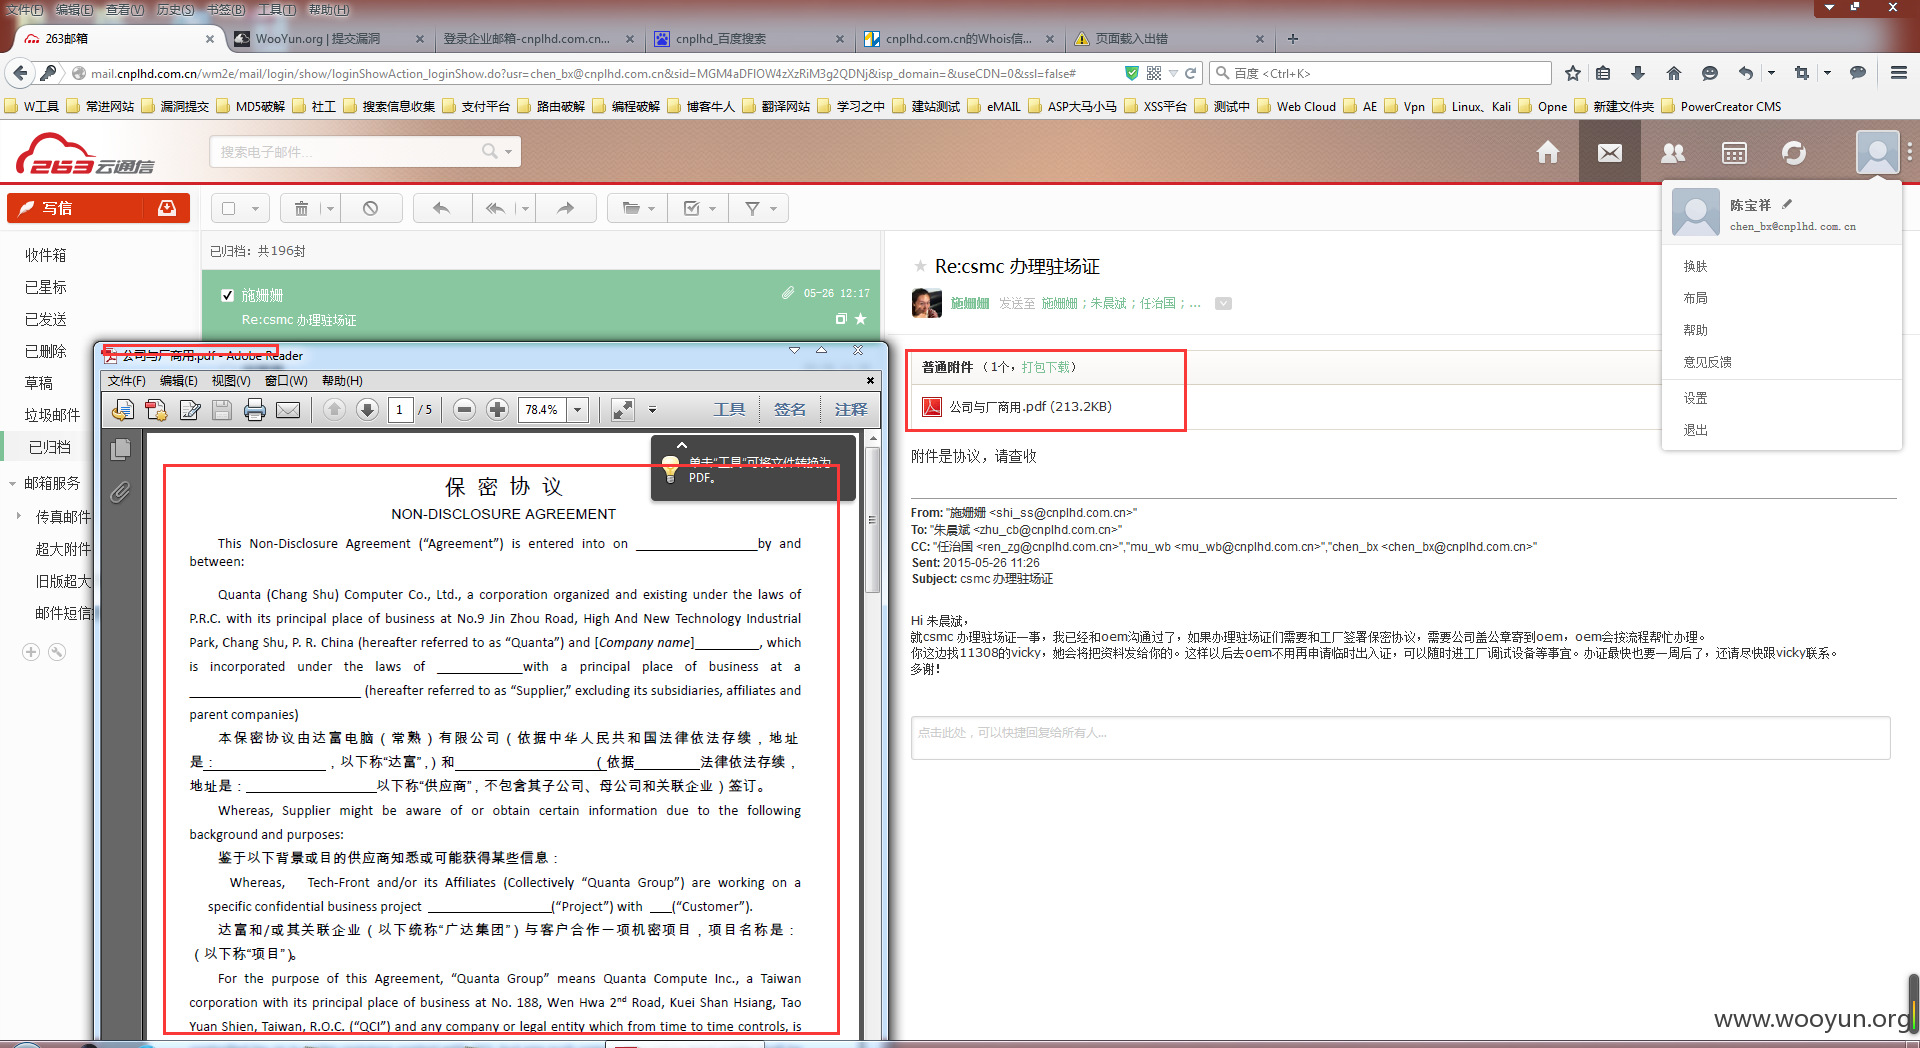 文件(F) 编辑(E) 查看(V) 历史(S) 书签(B) 工具(T) 帮助(H)
263邮箱
WooYun.org | 提交漏洞
登录企业邮箱-cnplhd.com.cn...
cnplhd_百度搜索
cnplhd.com.cn的Whois信...
页面载入出错
mail.cnplhd.com.cn/wm2e/mail/login/show/loginShowAction_loginShow.do?usr=chen_bx@cnplhd.com.cn&sid=MGM4aDFlOW4zXzRiM3g2QDNj&isp_domain=&useCDN=0&ssl=false#
百度 <Ctrl+K>
W工具 常进网站 漏洞提交 MD5破解 社工 搜索信息收集 支付平台 路由破解 编程破解 博客牛人 翻译网站 学习之中 建站测试 eMAIL ASP大马小马 XSS平台 测试中 Web Cloud AE Vpn Linux、Kali Opne 新建文件夹 PowerCreator CMS
263云通信
搜索电子邮件...
写信
收件箱
已星标
已发送
已删除
草稿
垃圾邮件
已归档
邮箱服务
传真邮件
超大附件
旧版超大
邮件短信
已归档：共196封
施姗姗
05-26 12:17
Re:csmc 办理驻场证
公司与厂商用.pdf - Adobe Reader
文件(F) 编辑(E) 视图(V) 窗口(W) 帮助(H)
1 / 5
78.4%
工具 签名 注释
单击“工具”可将文件转换为
PDF。
保 密 协 议
NON-DISCLOSURE AGREEMENT
This Non-Disclosure Agreement (“Agreement”) is entered into on __________________by and
between:
Quanta (Chang Shu) Computer Co., Ltd., a corporation organized and existing under the laws of
P.R.C. with its principal place of business at No.9 Jin Zhou Road, High And New Technology Industrial
Park, Chang Shu, P. R. China (hereafter referred to as “Quanta”) and [Company name]_________, which
is incorporated under the laws of ____________with a principal place of business at a
________________________ (hereafter referred to as “Supplier,” excluding its subsidiaries, affiliates and
parent companies)
本保密协议由达富电脑（常熟）有限公司（依据中华人民共和国法律依法存续，地址
是：_________________，以下称“达富”，）和_____________________（依据_________法律依法存续，
地址是：__________________以下称“供应商”，不包含其子公司、母公司和关联企业）签订。
Whereas, Supplier might be aware of or obtain certain information due to the following
background and purposes:
鉴于以下背景或目的供应商知悉或可能获得某些信息：
Whereas, Tech-Front and/or its Affiliates (Collectively “Quanta Group”) are working on a
specific confidential business project __________________(“Project”) with ___(“Customer”).
达富和/或其关联企业（以下统称“广达集团”）与客户合作一项机密项目，项目名称是：
（以下称“项目”）。
For the purpose of this Agreement, “Quanta Group” means Quanta Compute Inc., a Taiwan
corporation with its principal place of business at No. 188, Wen Hwa 2nd Road, Kuei Shan Hsiang, Tao
Yuan Shien, Taiwan, R.O.C. (“QCI”) and any company or legal entity which from time to time controls, is
Re:csmc 办理驻场证
施姗姗 发送至 施姗姗；朱晨斌；任治国；...
普通附件 （1个，打包下载）
公司与厂商用.pdf (213.2KB)
附件是协议，请查收
From: "施姗姗 <shi_ss@cnplhd.com.cn>"
To: "朱晨斌 <zhu_cb@cnplhd.com.cn>"
CC: "任治国 <ren_zg@cnplhd.com.cn>","mu_wb <mu_wb@cnplhd.com.cn>","chen_bx <chen_bx@cnplhd.com.cn>"
Sent: 2015-05-26 11:26
Subject: csmc 办理驻场证
Hi 朱晨斌，
就csmc 办理驻场证一事，我已经和oem沟通过了，如果办理驻场证们需要和工厂签署保密协议，需要公司盖公章寄到oem，oem会按流程帮忙办理。
你这边找11308的vicky，她会将把资料发给你的。这样以后去oem不用再申请临时出入证，可以随时进工厂调试设备等事宜。办证最快也要一周后了，还请尽快跟vicky联系。
多谢！
点击此处，可以快捷回复给所有人...
陈宝祥
chen_bx@cnplhd.com.cn
换肤
布局
帮助
意见反馈
设置
退出
www.wooyun.org